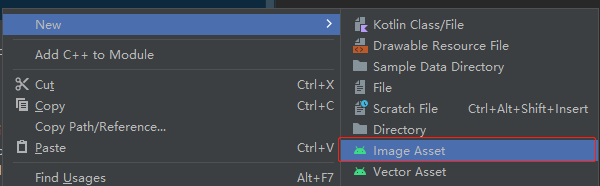 New
Add C++ to Module
Cut Ctrl+X
Copy Ctrl+C
Copy Path/Reference...
Paste Ctrl+V
Find Usages Alt+F7
Kotlin Class/File
Drawable Resource File
Sample Data Directory
File
Scratch File Ctrl+Alt+Shift+Insert
Directory
Image Asset
Vector Asset